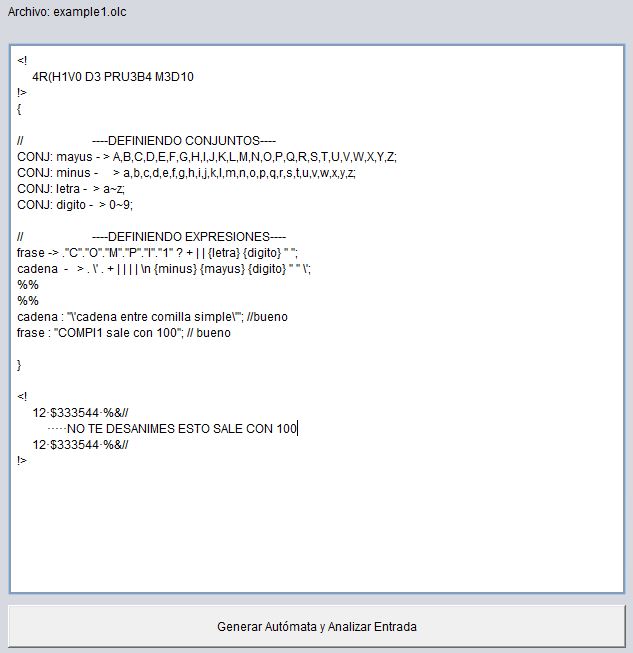 Archivo: example1.olc
<!
4R(H1V0 D3 PRU3B4 M3D10
!>
{
// ----DEFINIENDO CONJUNTOS----
CONJ: mayus - > A,B,C,D,E,F,G,H,I,J,K,L,M,N,O,P,Q,R,S,T,U,V,W,X,Y,Z;
CONJ: minus - > a,b,c,d,e,f,g,h,i,j,k,l,m,n,o,p,q,r,s,t,u,v,w,x,y,z;
CONJ: letra - > a~z;
CONJ: digito - > 0~9;
// ----DEFINIENDO EXPRESIONES----
frase -> ."C"."O"."M"."P"."I"."1" ? + | | {letra} {digito} " ";
cadena - > . \' . + | | | | \n {minus} {mayus} {digito} " " \';
%%
%%
cadena : "\'cadena entre comilla simple\'"; //bueno
frase : "COMPI1 sale con 100"; // bueno
}
<!
12·$333544·%&//
·····NO TE DESANIMES ESTO SALE CON 100
12·$333544·%&//
!>
Generar Autómata y Analizar Entrada